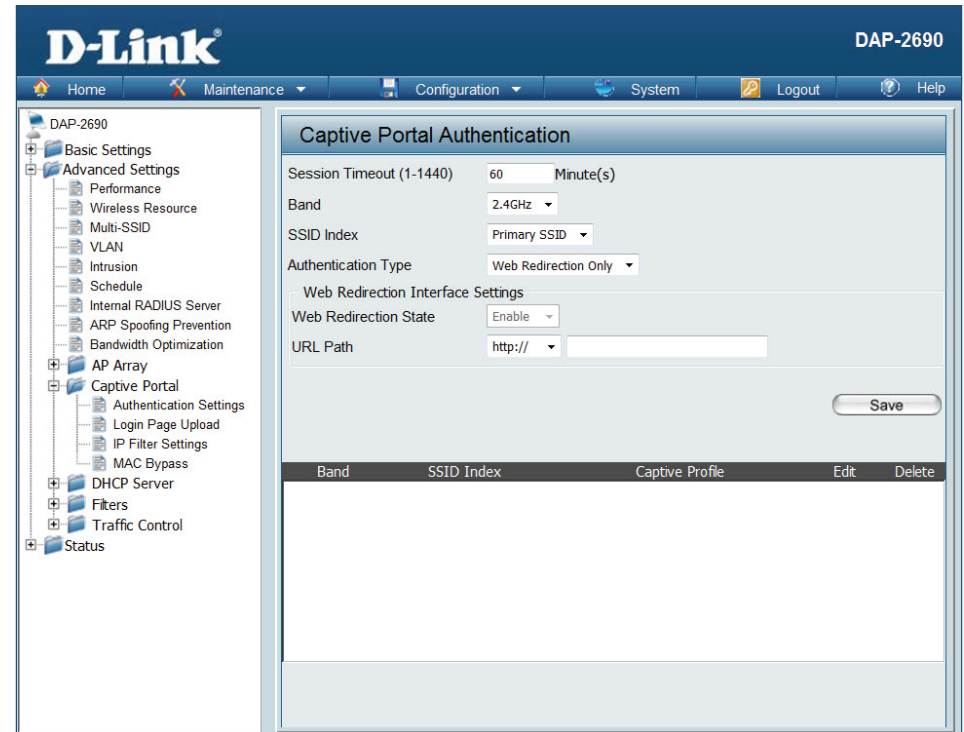 D-Link®
DAP-2690
Home Maintenance Configuration System Logout Help
DAP-2690
Basic Settings
Advanced Settings
Performance
Wireless Resource
Multi-SSID
VLAN
Intrusion
Schedule
Internal RADIUS Server
ARP Spoofing Prevention
Bandwidth Optimization
AP Array
Captive Portal
Authentication Settings
Login Page Upload
IP Filter Settings
MAC Bypass
DHCP Server
Filters
Traffic Control
Status
Captive Portal Authentication
Session Timeout (1-1440) 60 Minute(s)
Band 2.4GHz
SSID Index Primary SSID
Authentication Type Web Redirection Only
Web Redirection Interface Settings
Web Redirection State Enable
URL Path http://
Save
Band SSID Index Captive Profile Edit Delete